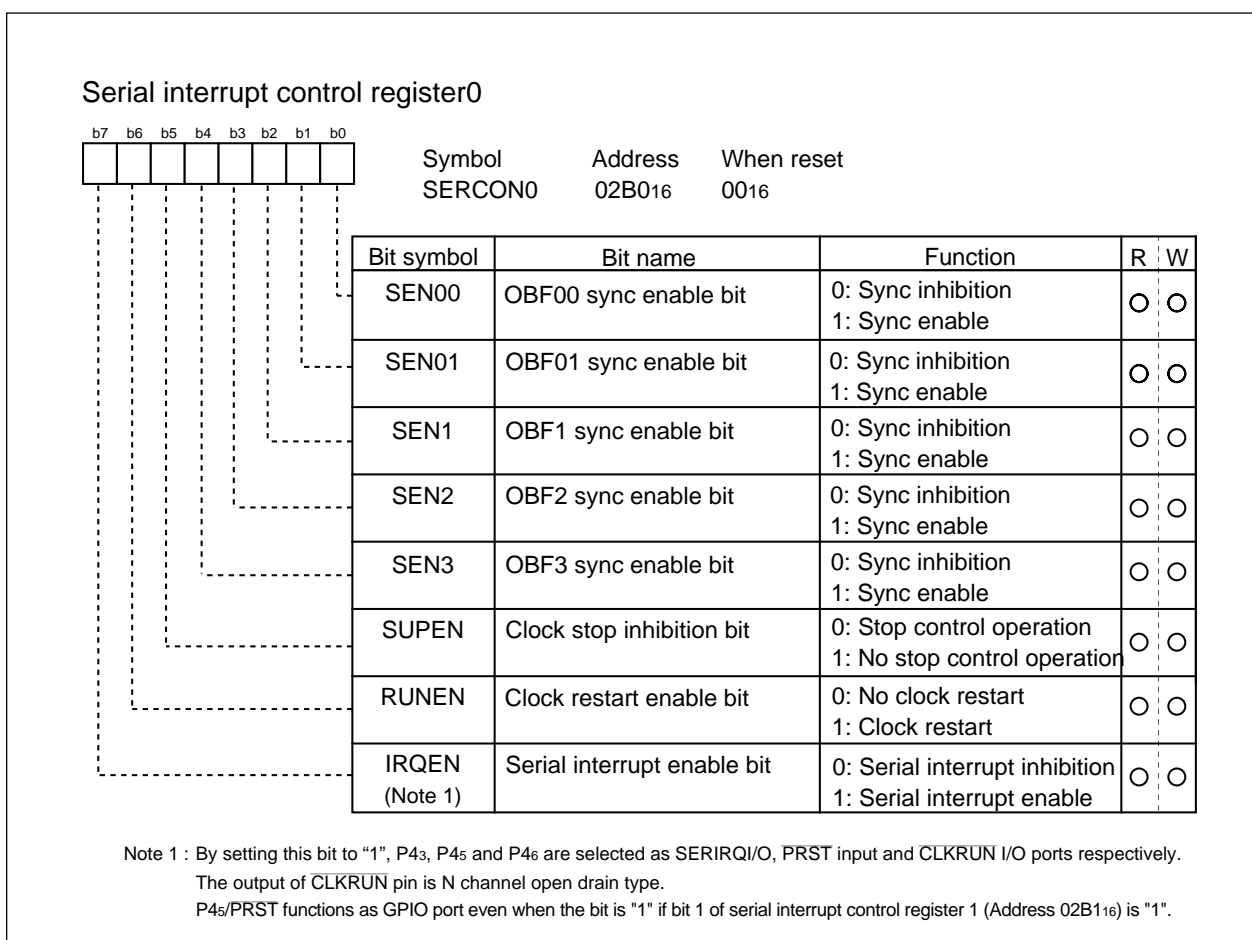 Serial interrupt control register0
b7 b6 b5 b4 b3 b2 b1 b0
Symbol Address When reset
SERCON0 02B016 0016
Bit symbol Bit name Function R W
SEN00 OBF00 sync enable bit 0: Sync inhibition
1: Sync enable
SEN01 OBF01 sync enable bit 0: Sync inhibition
1: Sync enable
SEN1 OBF1 sync enable bit 0: Sync inhibition
1: Sync enable
SEN2 OBF2 sync enable bit 0: Sync inhibition
1: Sync enable
SEN3 OBF3 sync enable bit 0: Sync inhibition
1: Sync enable
SUPEN Clock stop inhibition bit 0: Stop control operation
1: No stop control operation
RUNEN Clock restart enable bit 0: No clock restart
1: Clock restart
IRQEN Serial interrupt enable bit 0: Serial interrupt inhibition
(Note 1) 1: Serial interrupt enable
Note 1 : By setting this bit to “1”, P43, P45 and P46 are selected as SERIRQI/O, PRST input and CLKRUN I/O ports respectively.
The output of CLKRUN pin is N channel open drain type.
P45/PRST functions as GPIO port even when the bit is "1" if bit 1 of serial interrupt control register 1 (Address 02B116) is "1".